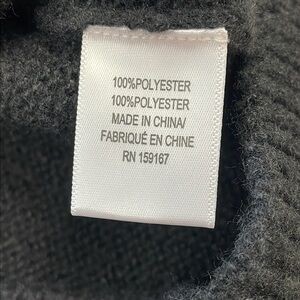 100%POLYESTER
100%POLYESTER
MADE IN CHINA/
FABRIQUÉ EN CHINE
RN 159167